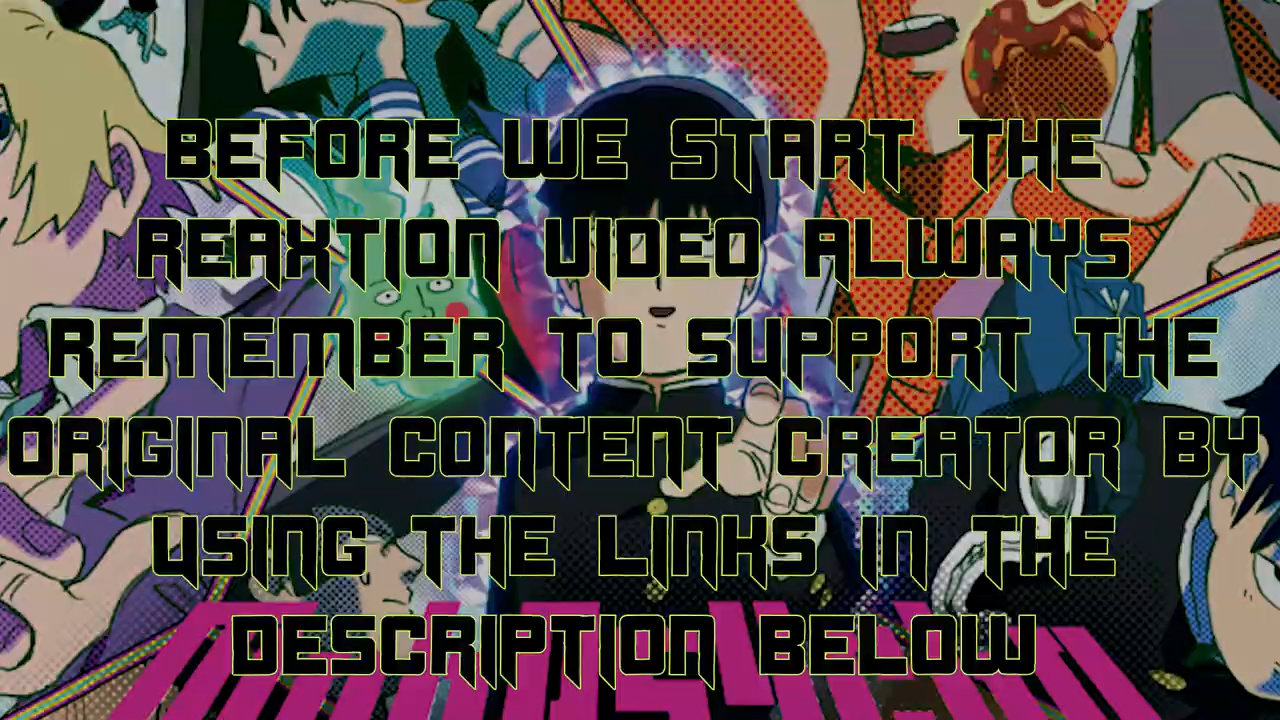 BEFORE WE START THE
REAXTION VIDEO ALWAYS
REMEMBER TO SUPPORT THE
ORIGINAL CONTENT CREATOR BY
USING THE LINKS IN THE
DESCRIPTION BELOW